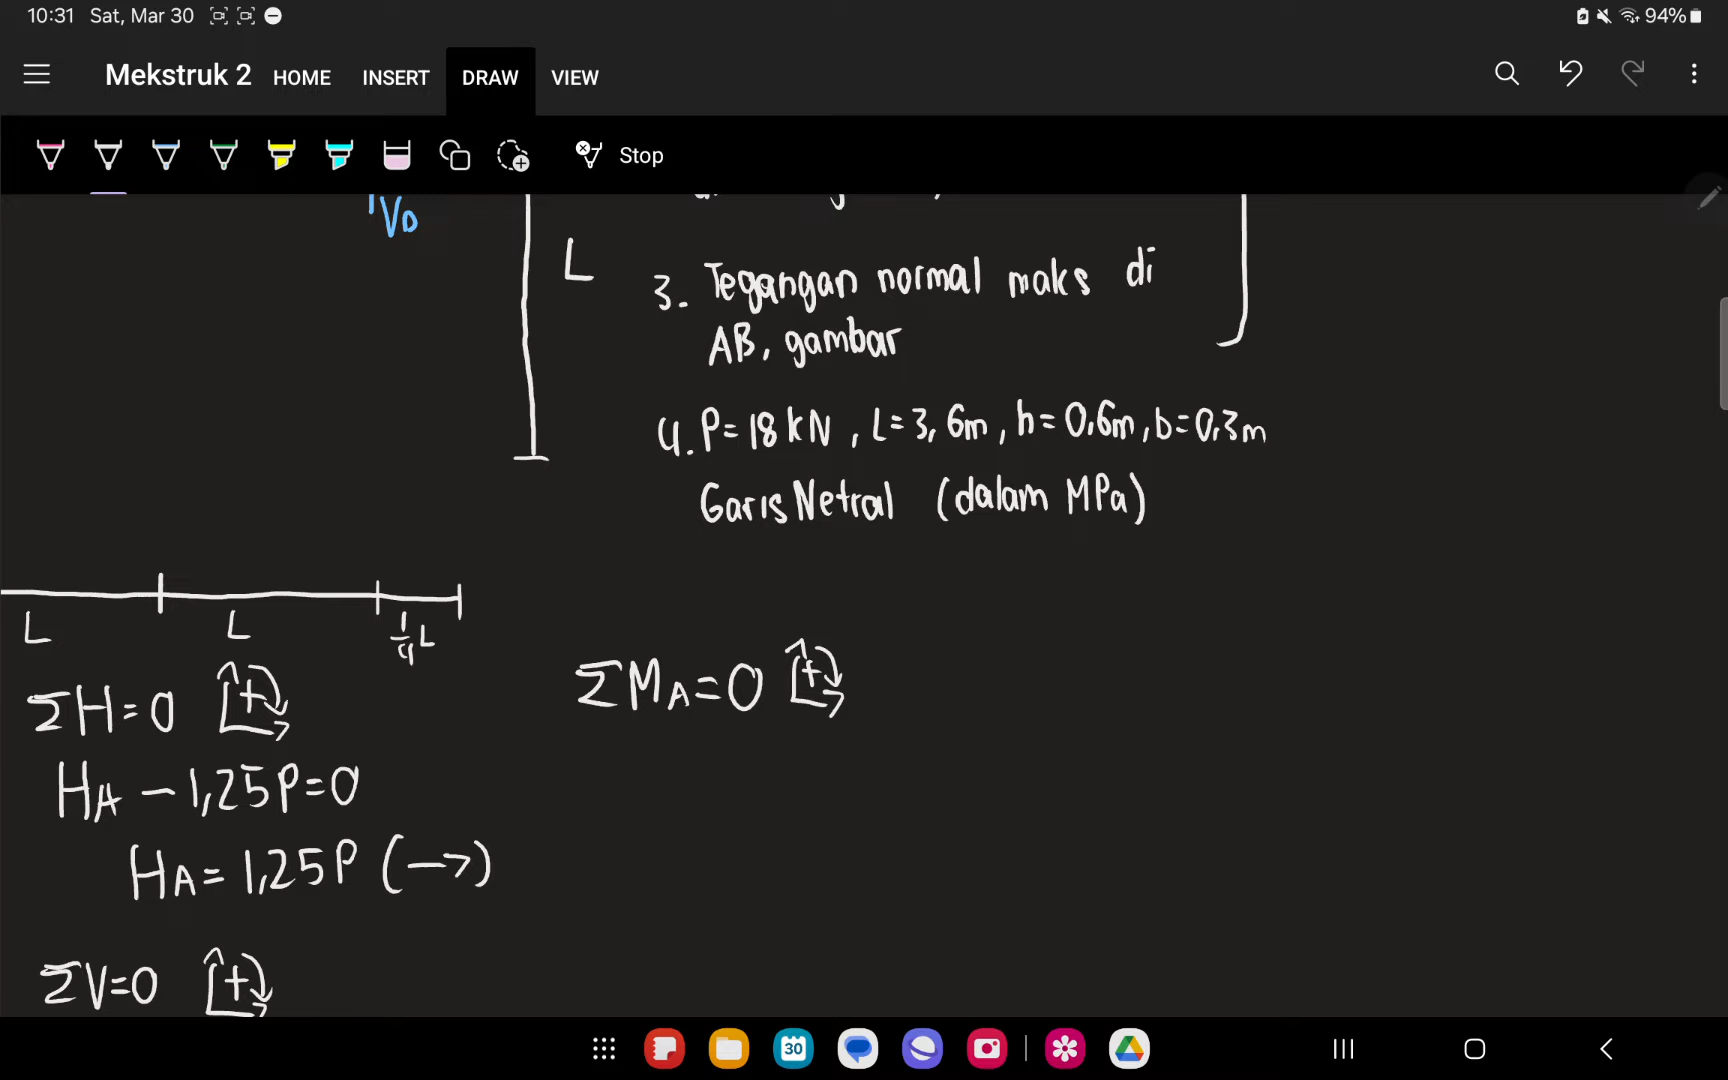 10:31 Sat, Mar 30
94%
Mekstruk 2 HOME INSERT DRAW VIEW
Stop
VD
L
3. Tegangan normal maks di
AB, gambar
4. P= 18 kN, L= 3,6m, h= 0,6m, b= 0,3m
Garis Netral (dalam MPa)
L L 1/4 L
ΣH=0 +
HA - 1,25P=0
HA= 1,25P (→)
ΣV=0 +
ΣMA=0 +
30